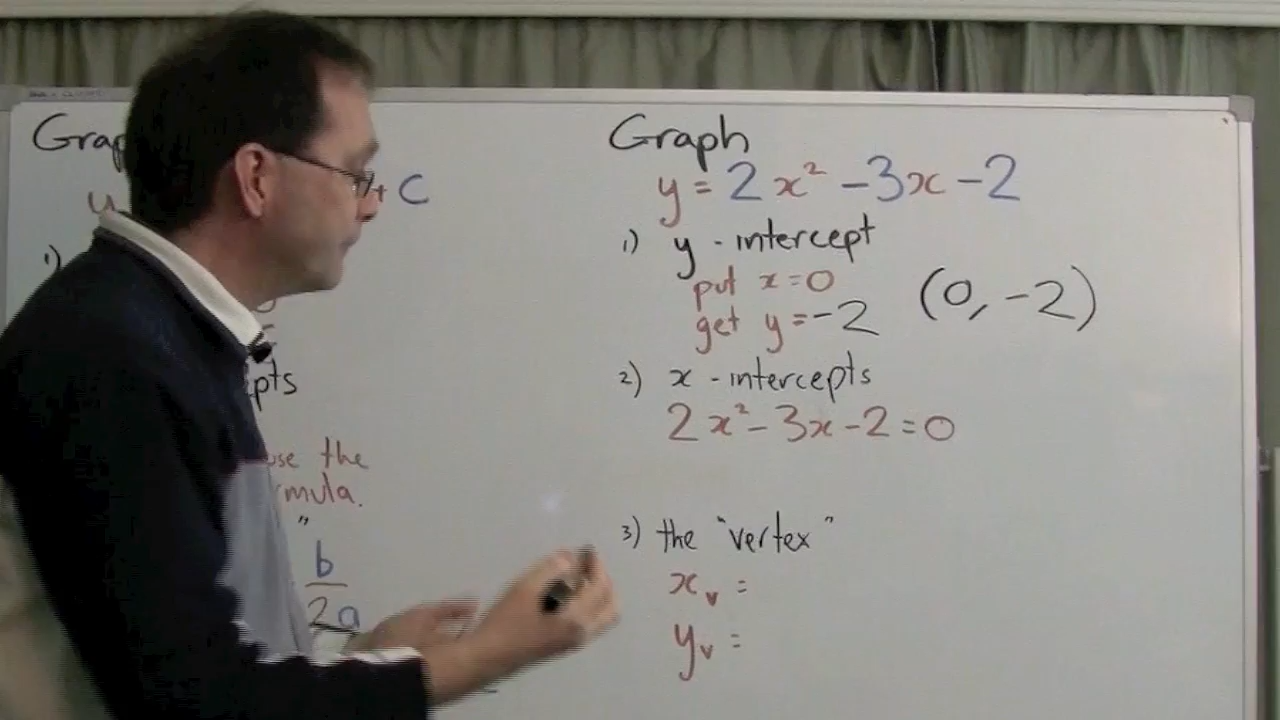 Grap
y + c
1)
epts
use the
rmula.
"
b
2a
Graph
y = 2x² - 3x - 2
1) y - intercept
put x = 0
get y = -2 (0, -2)
2) x - intercepts
2x² - 3x - 2 = 0
3) the "vertex"
xᵥ =
yᵥ =